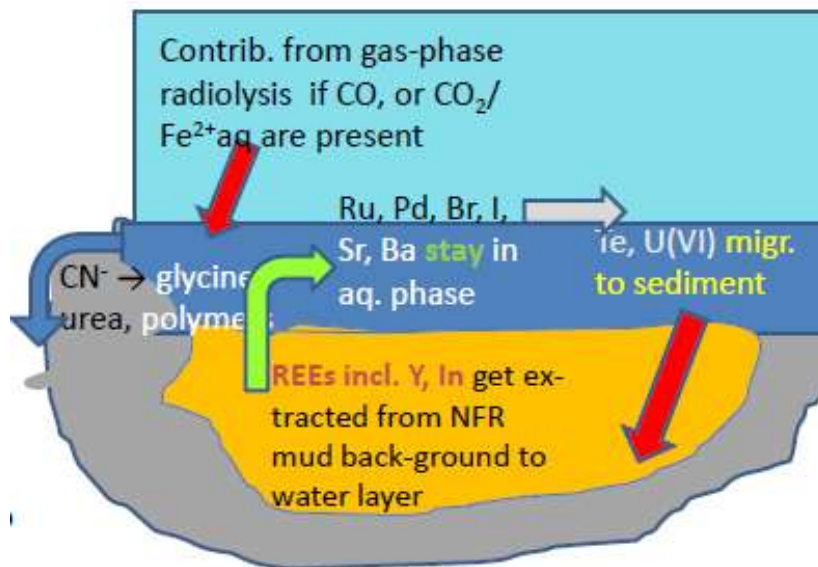 Contrib. from gas-phase
radiolysis if CO, or CO₂/
Fe²⁺aq are present
Ru, Pd, Br, I,
Sr, Ba stay in
aq. phase
Te, U(VI) migr.
to sediment
CN⁻ → glycine
urea, polymers
REEs incl. Y, In get ex-
tracted from NFR
mud back-ground to
water layer